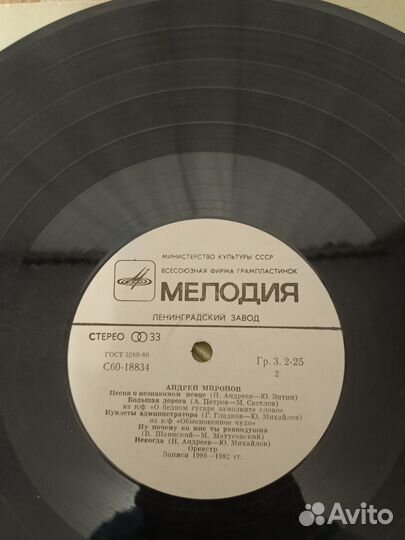 МИНИСТЕРСТВО КУЛЬТУРЫ СССР
ВСЕСОЮЗНАЯ ФИРМА ГРАМПЛАСТИНОК
МЕЛОДИЯ
ЛЕНИНГРАДСКИЙ ЗАВОД
СТЕРЕО 33
ГОСТ 5289-80
С60-18834
Гр. 3. 2-25
2
АНДРЕЙ МИРОНОВ
Песня о незнакомом певце (П. Андреев—Ю. Энтин)
Большая дорога (А. Петров—М. Светлов)
из к/ф «О бедном гусаре замолвите слово»
Куплеты администратора (Г. Гладков—Ю. Михайлов)
из к/ф «Обыкновенное чудо»
Ну почему ко мне ты равнодушна
(В. Шаинский—М. Матусовский)
Некогда (П. Андреев—Ю. Михайлов)
Оркестр
Записи 1980—1982 гг.
Avito